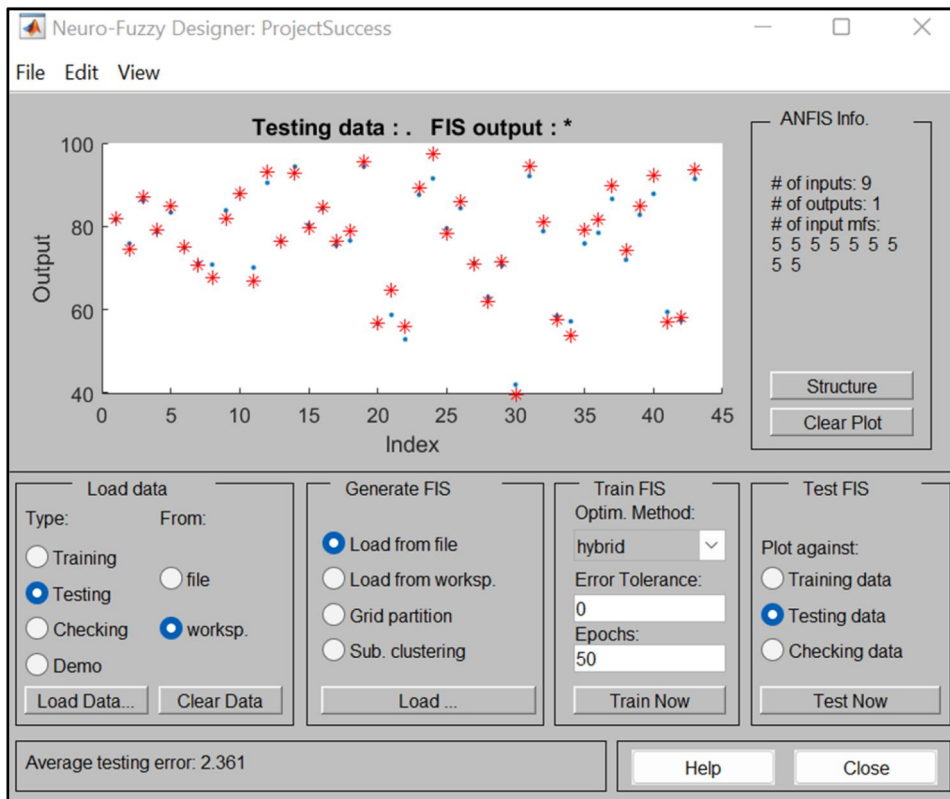 Neuro-Fuzzy Designer: ProjectSuccess
File Edit View
Testing data : .   FIS output : *
100
80
60
40
Output
0 5 10 15 20 25 30 35 40 45
Index
ANFIS Info.
# of inputs: 9
# of outputs: 1
# of input mfs:
5 5 5 5 5 5 5
5 5
Structure
Clear Plot
Load data
Type: From:
Training
file
Testing
Checking
worksp.
Demo
Load Data... Clear Data
Generate FIS
Load from file
Load from worksp.
Grid partition
Sub. clustering
Load ...
Train FIS
Optim. Method:
hybrid
Error Tolerance:
0
Epochs:
50
Train Now
Test FIS
Plot against:
Training data
Testing data
Checking data
Test Now
Average testing error: 2.361
Help Close